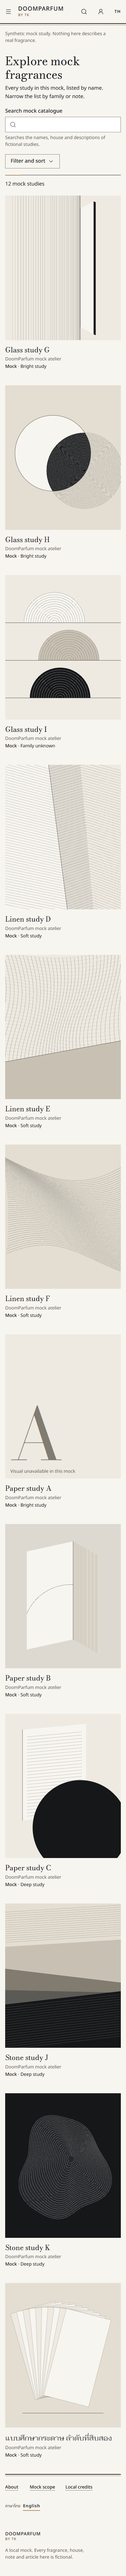 DOOMPARFUM
BY TK
TH
Synthetic mock study. Nothing here describes a
real fragrance.
Explore mock
fragrances
Every study in this mock, listed by name.
Narrow the list by family or note.
Search mock catalogue
Searches the names, house and descriptions of
fictional studies.
Filter and sort
12 mock studies
Glass study G
DoomParfum mock atelier
Mock · Bright study
Glass study H
DoomParfum mock atelier
Mock · Bright study
Glass study I
DoomParfum mock atelier
Mock · Family unknown
Linen study D
DoomParfum mock atelier
Mock · Soft study
Linen study E
DoomParfum mock atelier
Mock · Soft study
Linen study F
DoomParfum mock atelier
Mock · Soft study
A
Visual unavailable in this mock
Paper study A
DoomParfum mock atelier
Mock · Bright study
Paper study B
DoomParfum mock atelier
Mock · Soft study
Paper study C
DoomParfum mock atelier
Mock · Deep study
Stone study J
DoomParfum mock atelier
Mock · Deep study
Stone study K
DoomParfum mock atelier
Mock · Deep study
แบบศึกษากระดาษ ลำดับที่สิบสอง
DoomParfum mock atelier
Mock · Soft study
About Mock scope Local credits
ภาษาไทย English
DOOMPARFUM
BY TK
A local mock. Every fragrance, house,
note and article here is fictional.